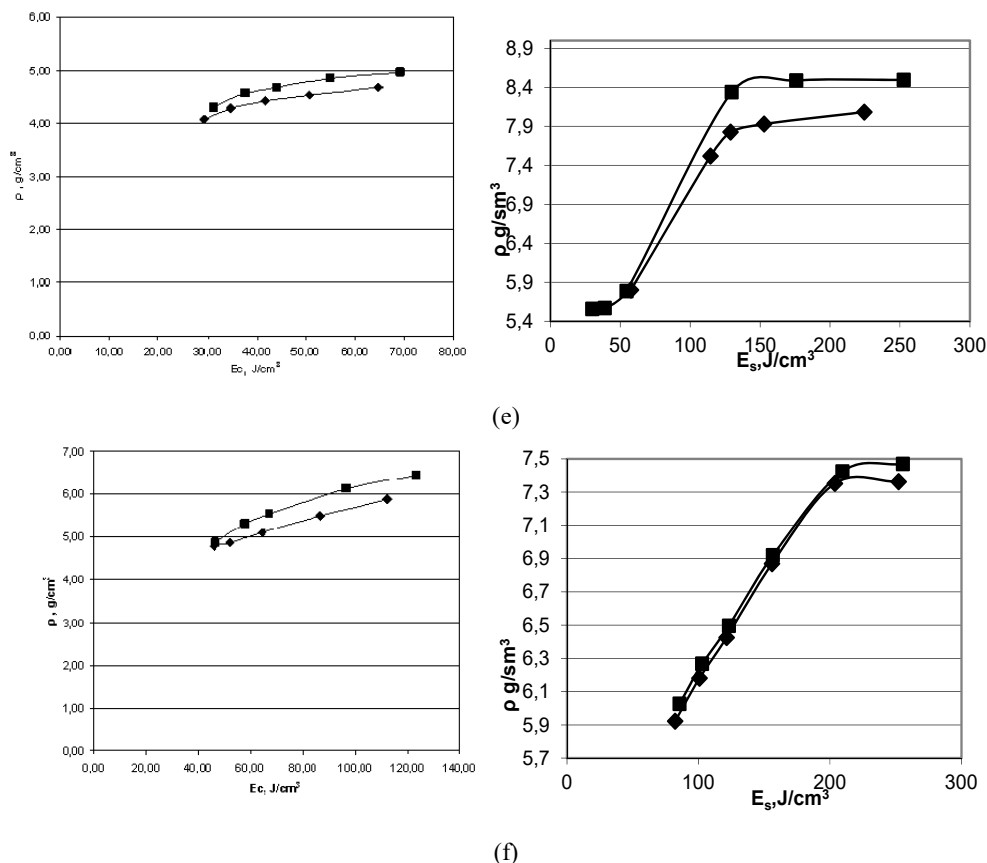 6,00
5,00
4,00
3,00
2,00
1,00
0,00
0,00 10,00 20,00 30,00 40,00 50,00 60,00 70,00 80,00
ρ, g/cm³
Ec, J/cm³
8,9
8,4
7,9
7,4
6,9
6,4
5,9
5,4
0 50 100 150 200 250 300
ρ g/sm³
Es,J/cm³
(e)
7,00
6,00
5,00
4,00
3,00
2,00
1,00
0,00
0,00 20,00 40,00 60,00 80,00 100,00 120,00 140,00
ρ, g/cm³
Ec, J/cm³
7,5
7,3
7,1
6,9
6,7
6,5
6,3
6,1
5,9
5,7
0 100 200 300
ρ g/sm³
Es,J/cm³
(f)